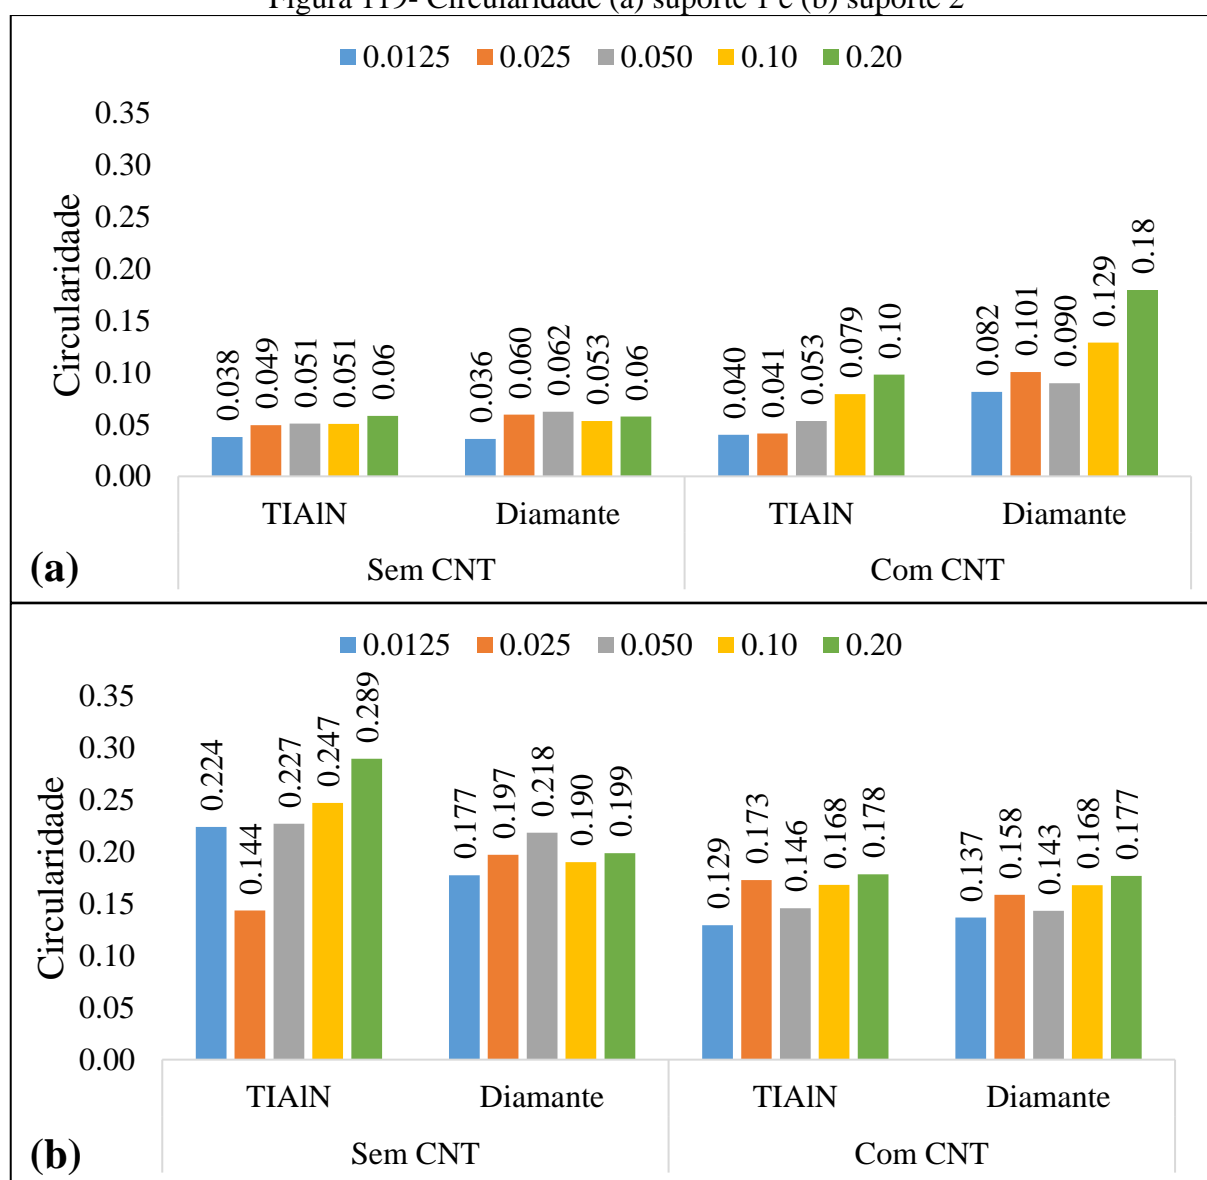 Figura 119- Circularidade (a) suporte 1 e (b) suporte 2
0.0125 0.025 0.050 0.10 0.20
Circularidade
0.35
0.30
0.25
0.20
0.15
0.10
0.05
0.00
0.038 0.049 0.051 0.051 0.06
0.036 0.060 0.062 0.053 0.06
0.040 0.041 0.053 0.079 0.10
0.082 0.101 0.090 0.129 0.18
TIAlN Diamante TIAlN Diamante
Sem CNT Com CNT
(a)
0.0125 0.025 0.050 0.10 0.20
Circularidade
0.35
0.30
0.25
0.20
0.15
0.10
0.05
0.00
0.224 0.144 0.227 0.247 0.289
0.177 0.197 0.218 0.190 0.199
0.129 0.173 0.146 0.168 0.178
0.137 0.158 0.143 0.168 0.177
TIAlN Diamante TIAlN Diamante
Sem CNT Com CNT
(b)